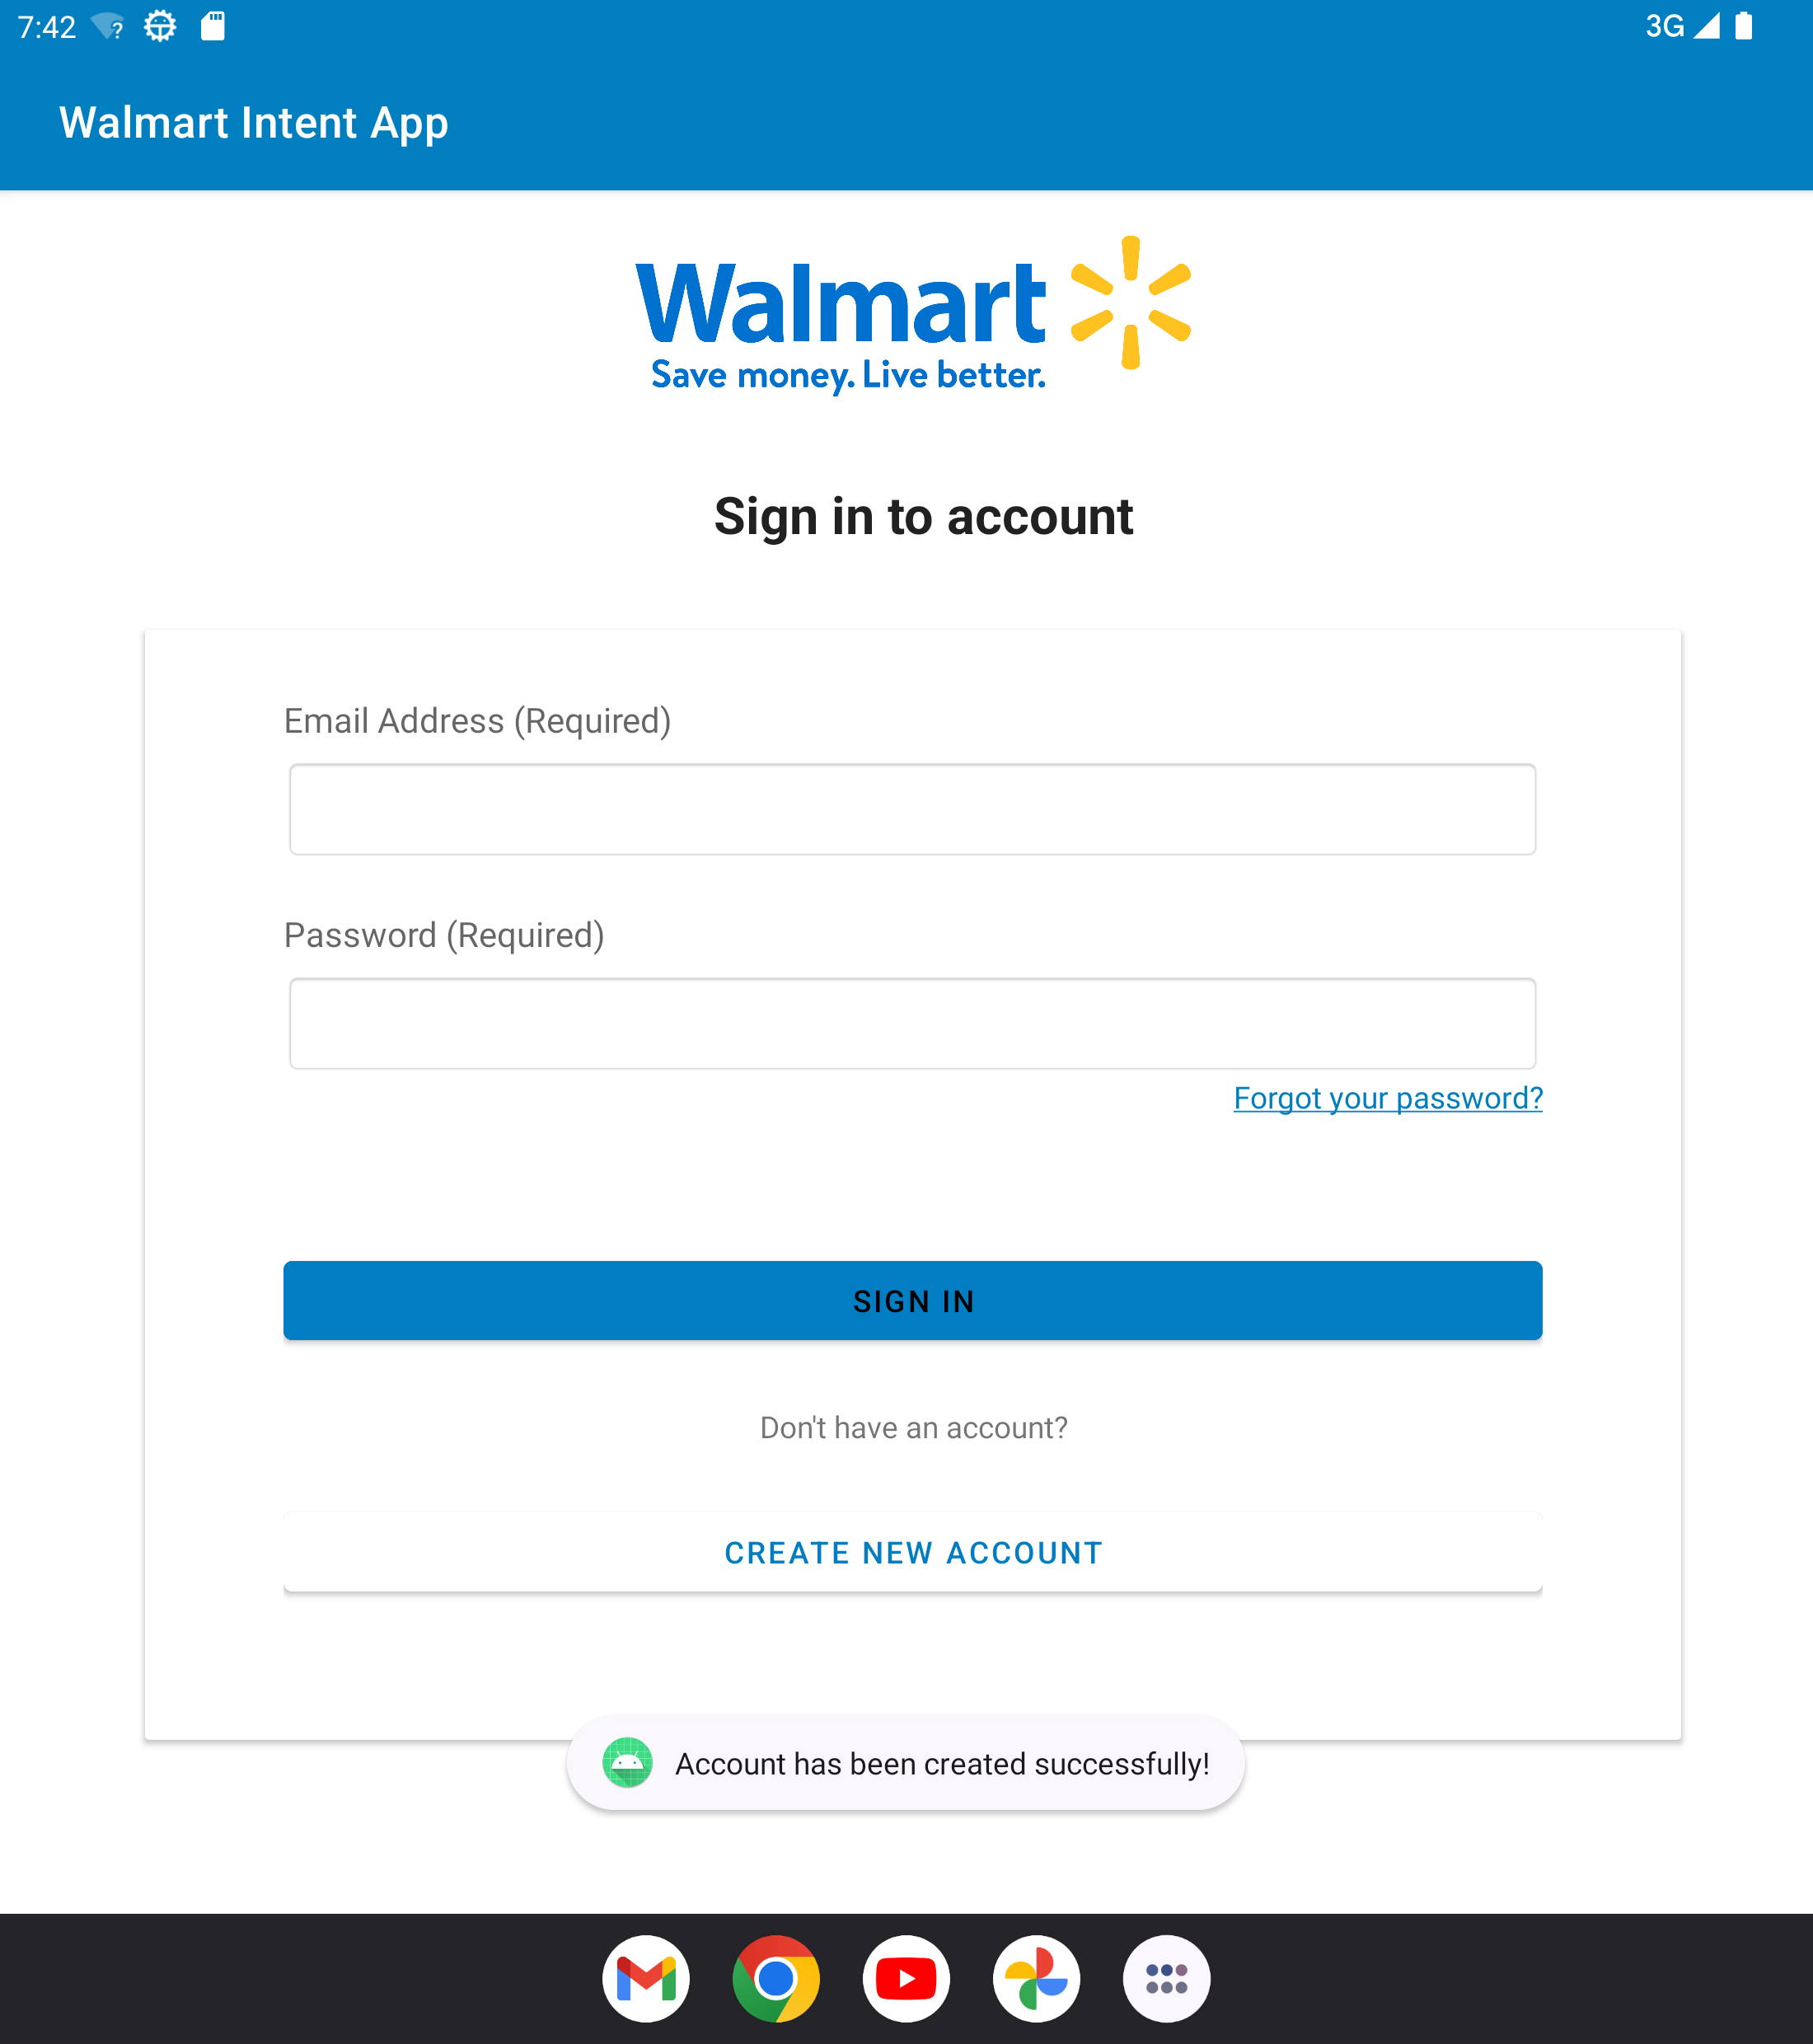 7:42
3G
Walmart Intent App
Walmart
Save money. Live better.
Sign in to account
Email Address (Required)
Password (Required)
Forgot your password?
SIGN IN
Don't have an account?
CREATE NEW ACCOUNT
Account has been created successfully!